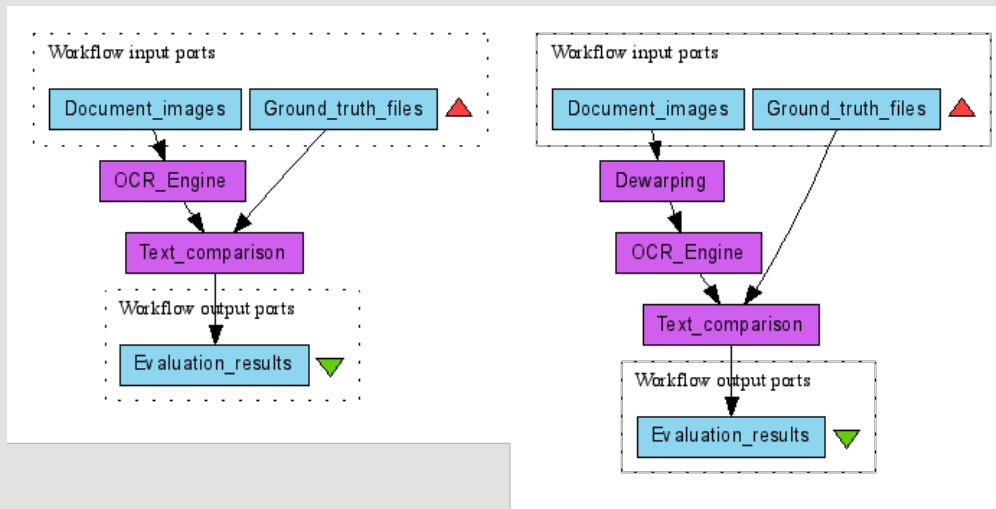 Workflow input ports
Document_images
Ground_truth_files
OCR_Engine
Text_comparison
Workflow output ports
Evaluation_results
Workflow input ports
Document_images
Ground_truth_files
Dewarping
OCR_Engine
Text_comparison
Workflow output ports
Evaluation_results